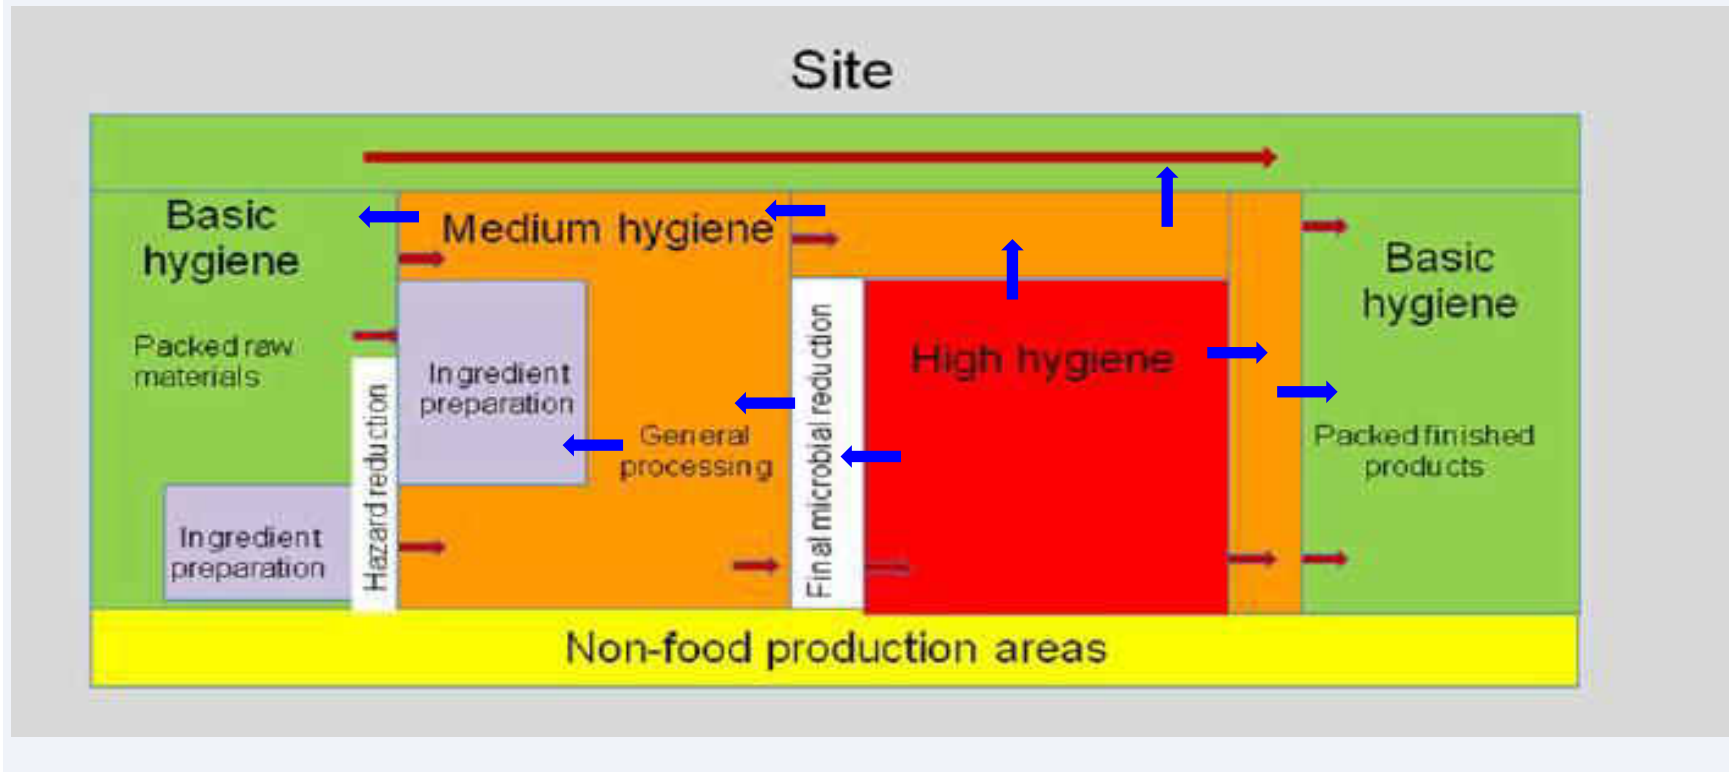 Site
Basic
hygiene
Packed raw
materials
Ingredient
preparation
Hazard reduction
Medium hygiene
Ingredient
preparation
General
processing
Final microbial reduction
High hygiene
Basic
hygiene
Packed finished
products
Non-food production areas